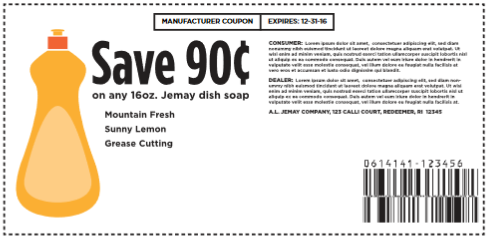 MANUFACTURER COUPON EXPIRES: 12-31-16
Save 90¢
on any 16oz. Jemay dish soap
Mountain Fresh
Sunny Lemon
Grease Cutting
CONSUMER: Lorem ipsum dolor sit amet, consectetuer adipiscing elit, sed diam
nonummy nibh euismod tincidunt ut laoreet dolore magna aliquam erat volutpat. Ut
wisi enim ad minim veniam, quis nostrud exerci tation ullamcorper suscipit lobortis nisl ut
aliquip ex ea commodo consequat. Duis autem vel eum iriure dolor in hendrerit in
vulputate velit esse molestie consequat, vel illum dolore eu feugiat nulla facilisis at
vero eros et accumsan et iusto odio dignissim qui blandit.
DEALER: Lorem ipsum dolor sit amet, consectetuer adipiscing elit, sed diam non-
ummy nibh euismod tincidunt ut laoreet dolore magna aliquam erat volutpat. Ut wisi
enim ad minim veniam, quis nostrud exerci tation ullamcorper suscipit lobortis nisl ut
aliquip ex ea commodo consequat. Duis autem vel eum iriure dolor in hendrerit in
vulputate velit esse molestie consequat, vel illum dolore eu feugiat nulla facilisis at.
A.L. JEMAY COMPANY, 123 CALLI COURT, REDEEMER, RI 12345
0614141-123456